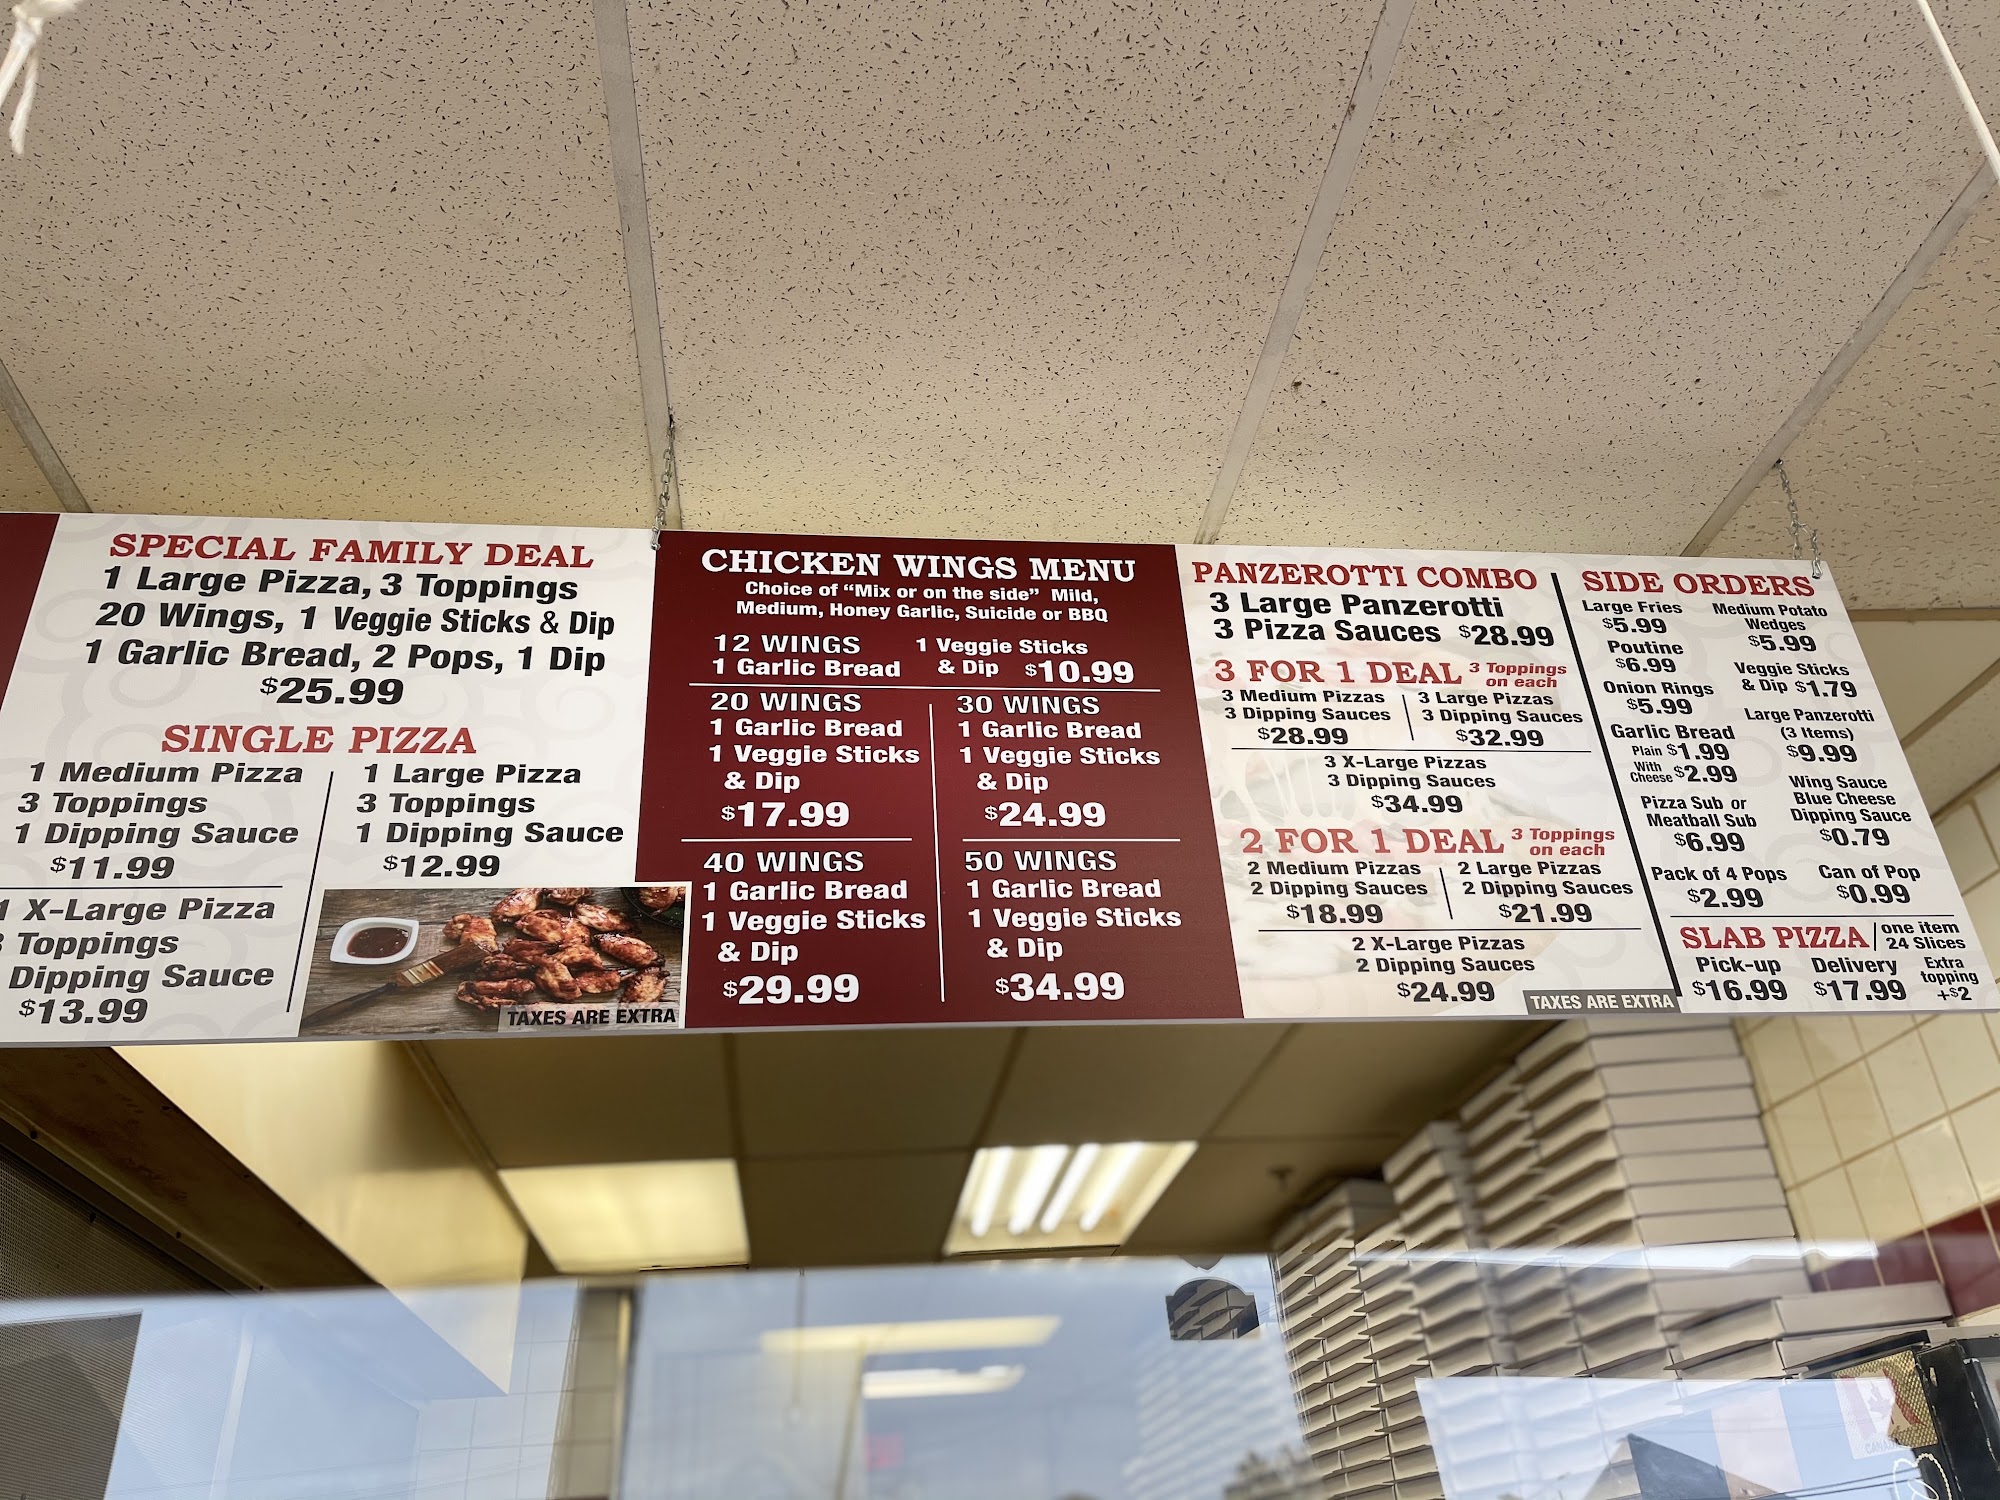 SPECIAL FAMILY DEAL
1 Large Pizza, 3 Toppings
20 Wings, 1 Veggie Sticks & Dip
1 Garlic Bread, 2 Pops, 1 Dip
$25.99
SINGLE PIZZA
1 Medium Pizza
3 Toppings
1 Dipping Sauce
$11.99
1 Large Pizza
3 Toppings
1 Dipping Sauce
$12.99
1 X-Large Pizza
3 Toppings
Dipping Sauce
$13.99
TAXES ARE EXTRA
CHICKEN WINGS MENU
Choice of "Mix or on the side" Mild,
Medium, Honey Garlic, Suicide or BBQ
12 WINGS
1 Garlic Bread
1 Veggie Sticks
& Dip $10.99
20 WINGS
1 Garlic Bread
1 Veggie Sticks
& Dip
$17.99
30 WINGS
1 Garlic Bread
1 Veggie Sticks
& Dip
$24.99
40 WINGS
1 Garlic Bread
1 Veggie Sticks
& Dip
$29.99
50 WINGS
1 Garlic Bread
1 Veggie Sticks
& Dip
$34.99
PANZEROTTI COMBO
3 Large Panzerotti
3 Pizza Sauces $28.99
3 FOR 1 DEAL 3 Toppings
on each
3 Medium Pizzas
3 Dipping Sauces
$28.99
3 Large Pizzas
3 Dipping Sauces
$32.99
3 X-Large Pizzas
3 Dipping Sauces
$34.99
2 FOR 1 DEAL 3 Toppings
on each
2 Medium Pizzas
2 Dipping Sauces
$18.99
2 Large Pizzas
2 Dipping Sauces
$21.99
2 X-Large Pizzas
2 Dipping Sauces
$24.99
TAXES ARE EXTRA
SIDE ORDERS
Large Fries
$5.99
Poutine
$6.99
Onion Rings
$5.99
Garlic Bread
Plain $1.99
With
Cheese $2.99
Pizza Sub or
Meatball Sub
$6.99
Pack of 4 Pops
$2.99
Medium Potato
Wedges
$5.99
Veggie Sticks
& Dip $1.79
Large Panzerotti
(3 Items)
$9.99
Wing Sauce
Blue Cheese
Dipping Sauce
$0.79
Can of Pop
$0.99
SLAB PIZZA
one item
24 Slices
Pick-up
$16.99
Delivery
$17.99
Extra
topping
+$2